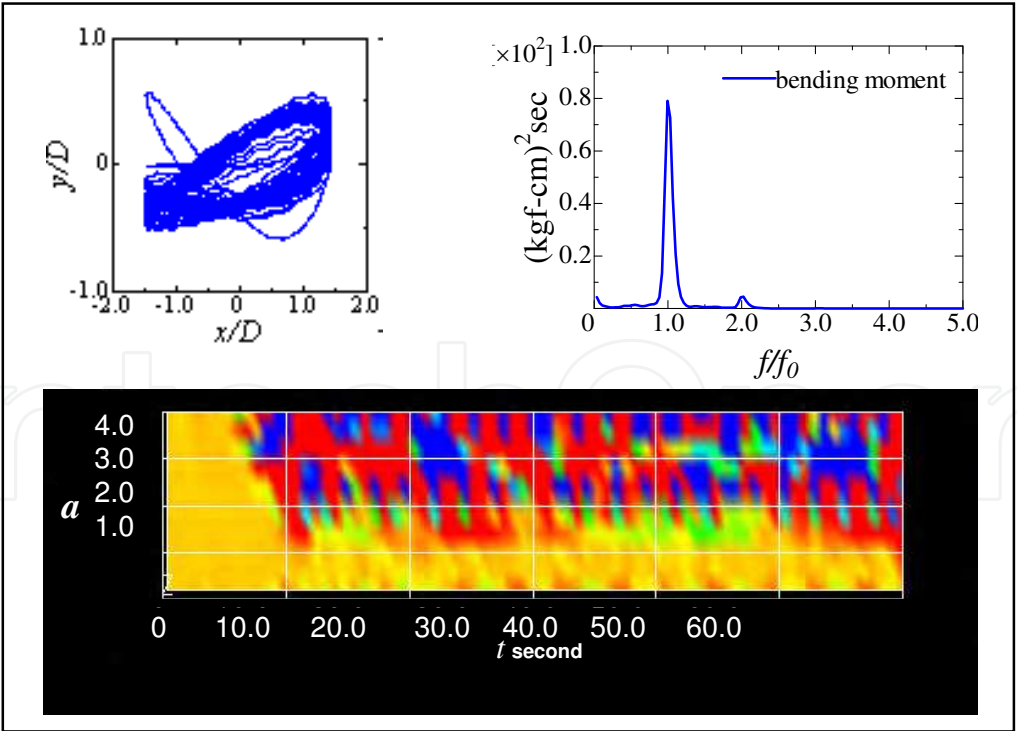 1.0
y/D
0
-1.0
-2.0 -1.0 0 1.0 2.0
x/D
×10²] 1.0
bending moment
0.8
0.6
0.4
0.2
(kgf-cm)² sec
0 1.0 2.0 3.0 4.0 5.0
f/f₀
4.0
3.0
2.0
1.0
a
0 10.0 20.0 30.0 40.0 50.0 60.0
t second